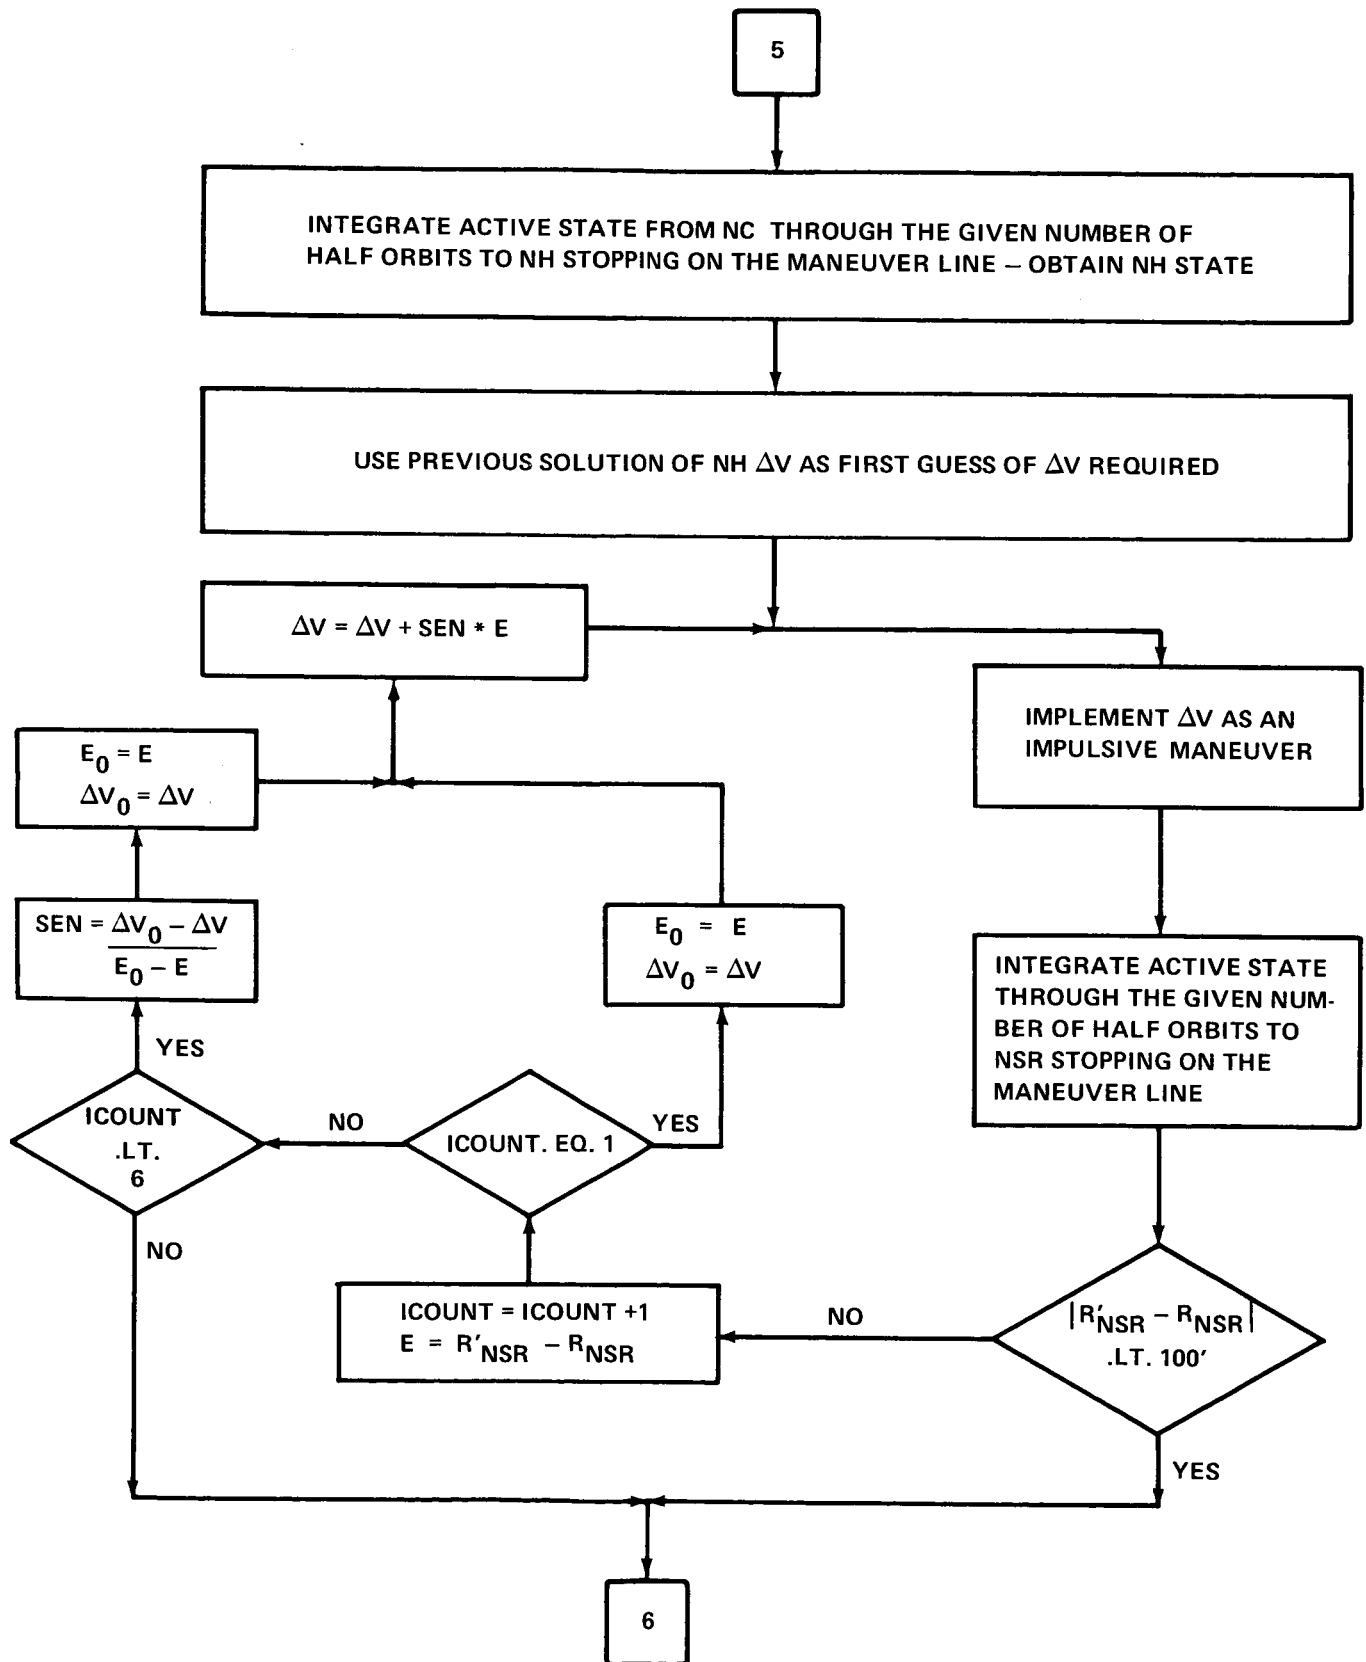 5
INTEGRATE ACTIVE STATE FROM NC THROUGH THE GIVEN NUMBER OF
HALF ORBITS TO NH STOPPING ON THE MANEUVER LINE – OBTAIN NH STATE
USE PREVIOUS SOLUTION OF NH ΔV AS FIRST GUESS OF ΔV REQUIRED
ΔV = ΔV + SEN * E
IMPLEMENT ΔV AS AN
IMPULSIVE MANEUVER
E₀ = E
ΔV₀ = ΔV
SEN = ΔV₀ – ΔV
E₀ – E
E₀ = E
ΔV₀ = ΔV
INTEGRATE ACTIVE STATE
THROUGH THE GIVEN NUM-
BER OF HALF ORBITS TO
NSR STOPPING ON THE
MANEUVER LINE
YES
ICOUNT
.LT.
6
NO
ICOUNT. EQ. 1
YES
NO
ICOUNT = ICOUNT +1
E = R'NSR – RNSR
NO
|R'NSR – RNSR|
.LT. 100'
YES
6